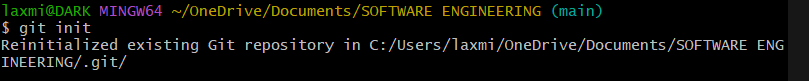 laxmi@DARK MINGW64 ~/OneDrive/Documents/SOFTWARE ENGINEERING (main)
$ git init
Reinitialized existing Git repository in C:/Users/laxmi/OneDrive/Documents/SOFTWARE ENG
INEERING/.git/